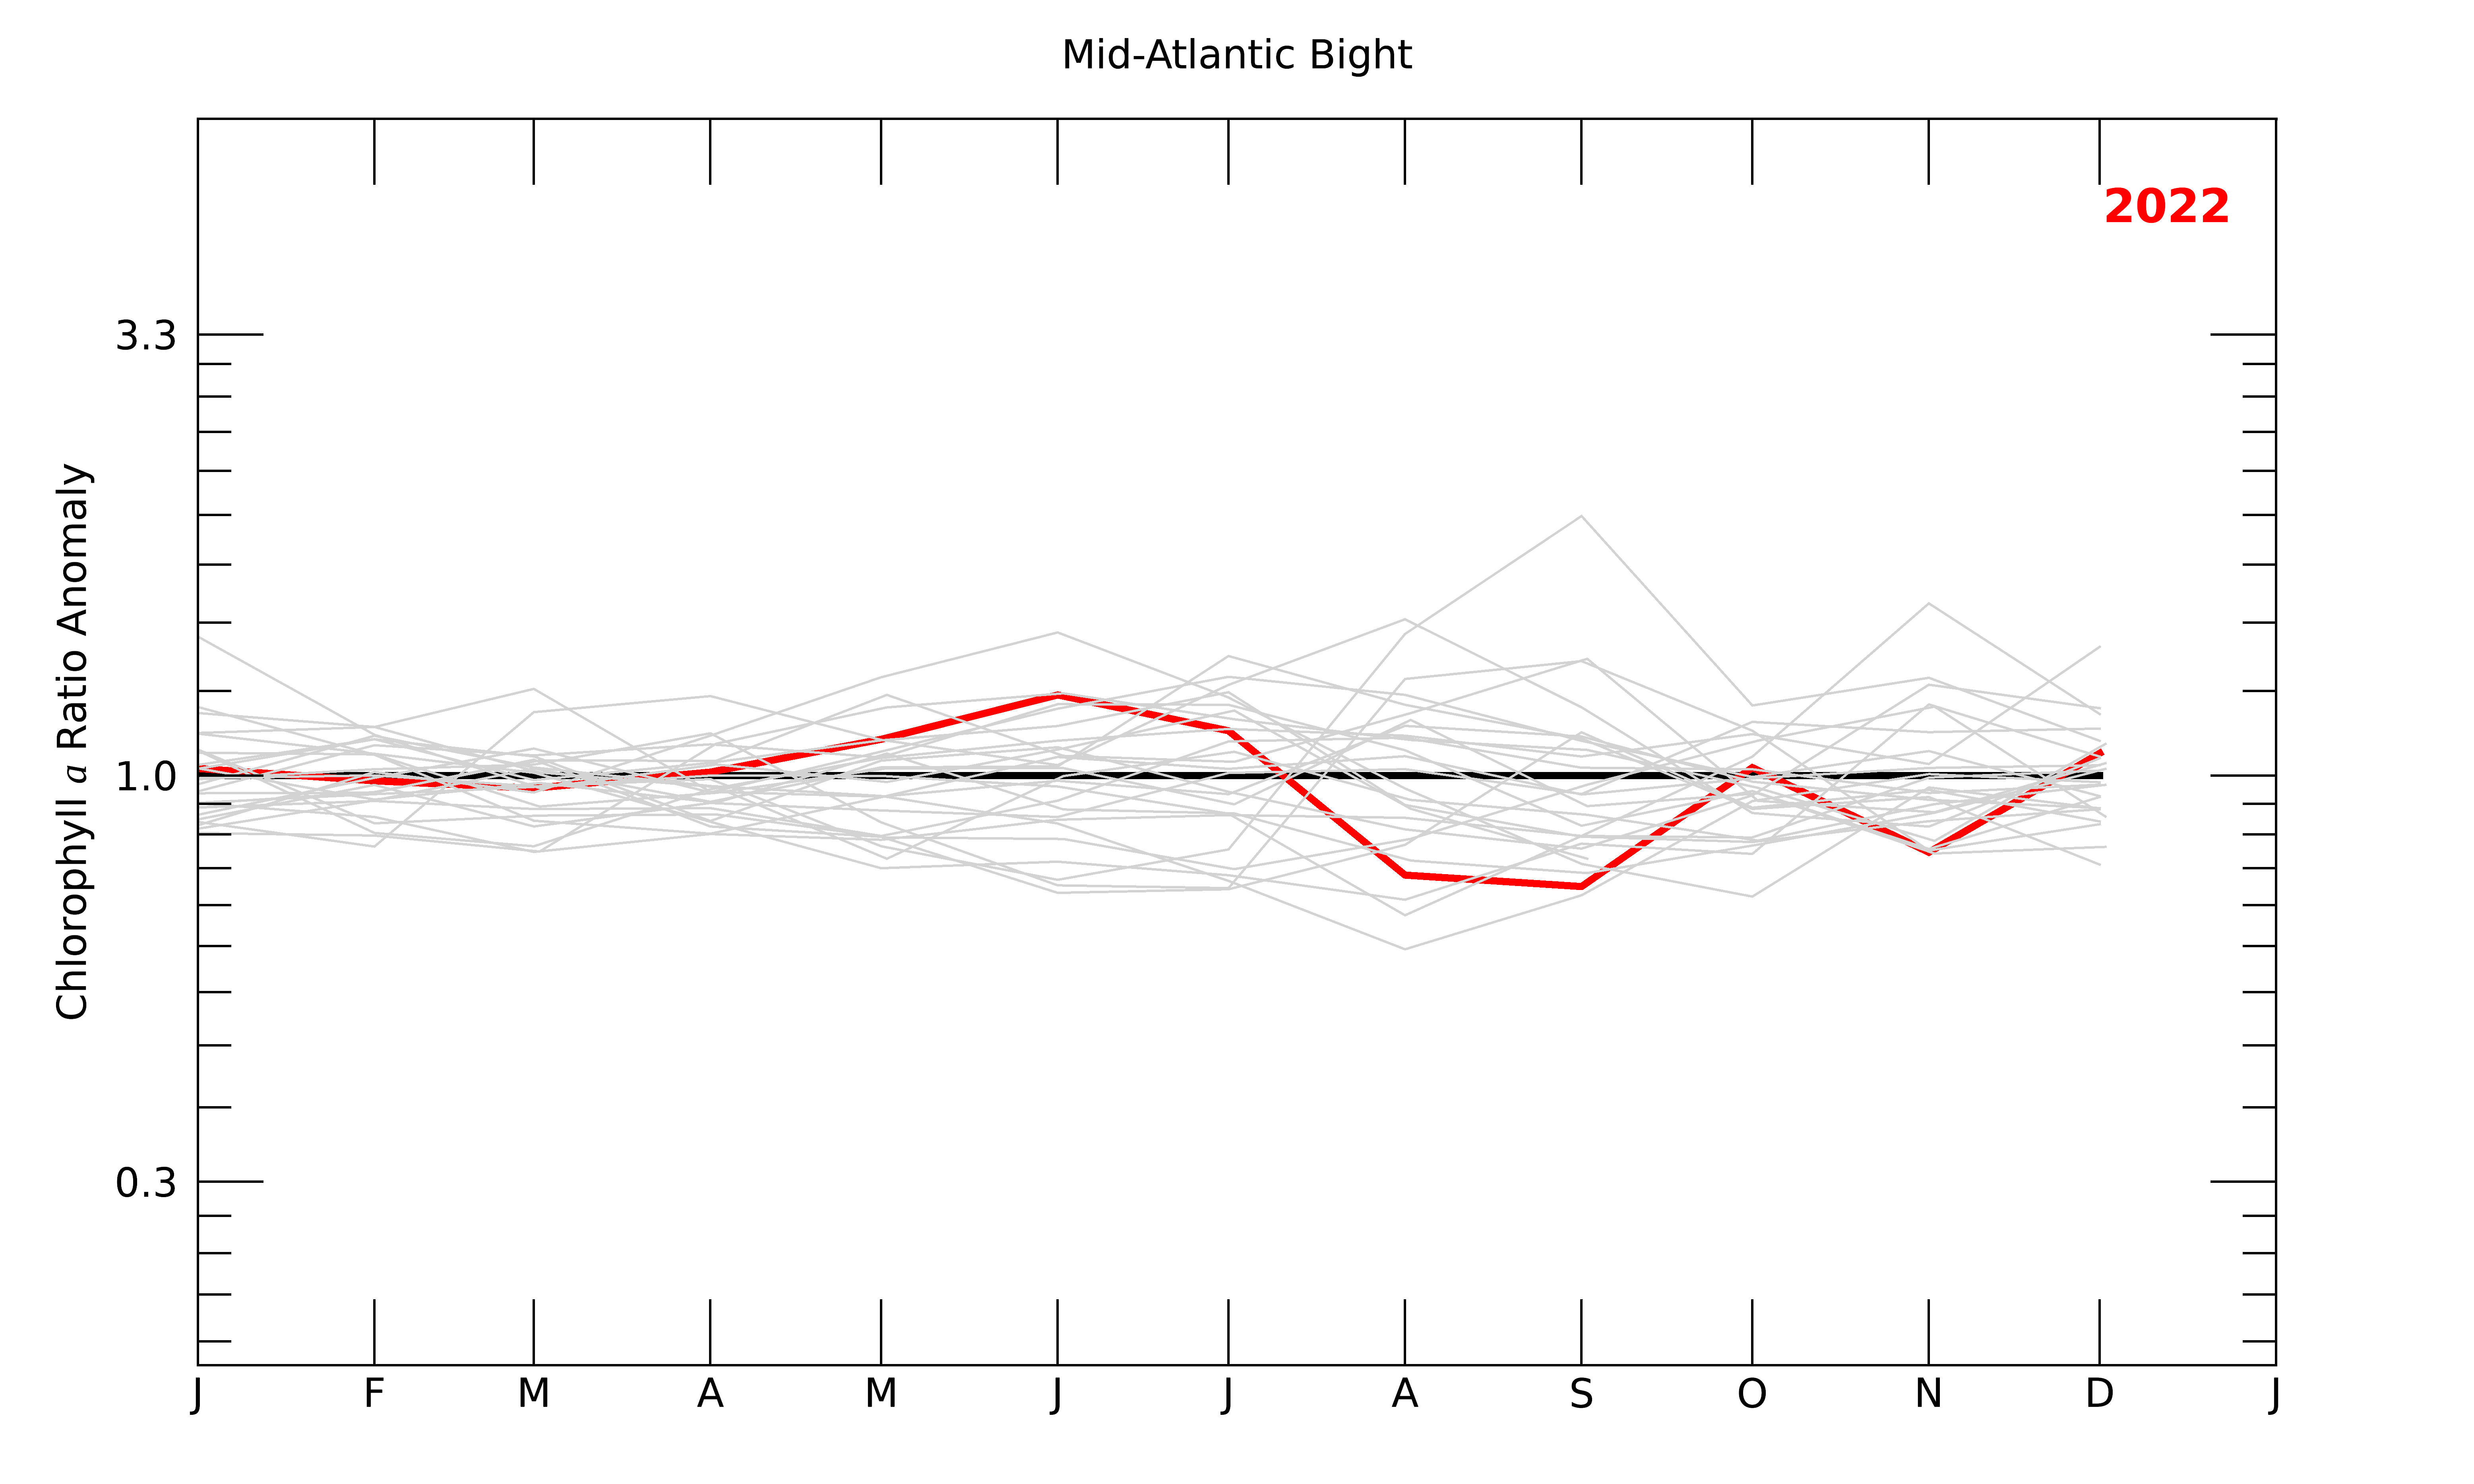 Mid-Atlantic Bight
2022
3.3
1.0
0.3
Chlorophyll a Ratio Anomaly
J F M A M J J A S O N D J